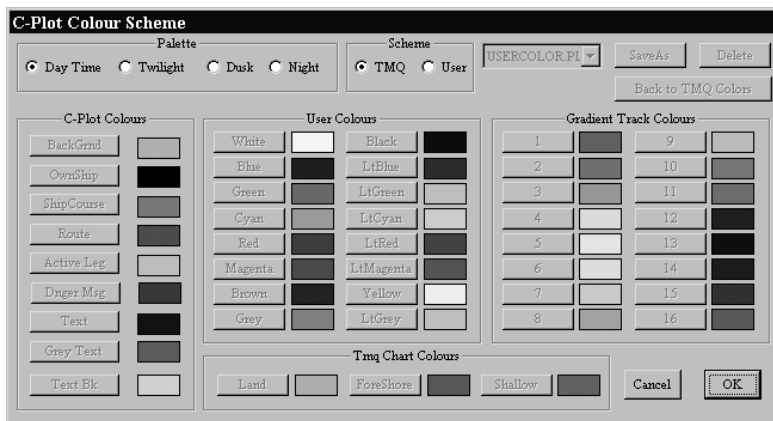 C-Plot Colour Scheme
Palette
Day Time Twilight Dusk Night
Scheme
TMQ User
USERCOLOR.PL
SaveAs Delete
Back to TMQ Colors
C-Plot Colours
BackGrnd
OwnShip
ShipCourse
Route
Active Leg
Dnger Msg
Text
Grey Text
Text Bk
User Colours
White Black
Blue LtBlue
Green LtGreen
Cyan LtCyan
Red LtRed
Magenta LtMagenta
Brown Yellow
Grey LtGrey
Gradient Track Colours
1 9
2 10
3 11
4 12
5 13
6 14
7 15
8 16
Tmq Chart Colours
Land ForeShore Shallow
Cancel OK